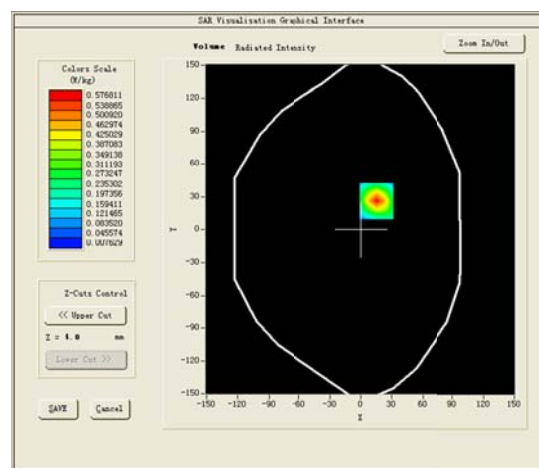 SAR Visualisation Graphical Interface
Volume Radiated Intensity
Zoom In/Out
Colors Scale
(W/kg)
0.576811
0.538865
0.500920
0.462974
0.425029
0.387083
0.349138
0.311193
0.273247
0.235302
0.197356
0.159411
0.121465
0.083520
0.045574
0.007629
Z-Cuts Control
<< Upper Cut
Z = 4.0 mm
Lower Cut >>
SAVE
Cancel
150
120
90
60
30
0
-30
-60
-90
-120
-150
Y
-150 -120 -90 -60 -30 0 30 60 90 120 150
X